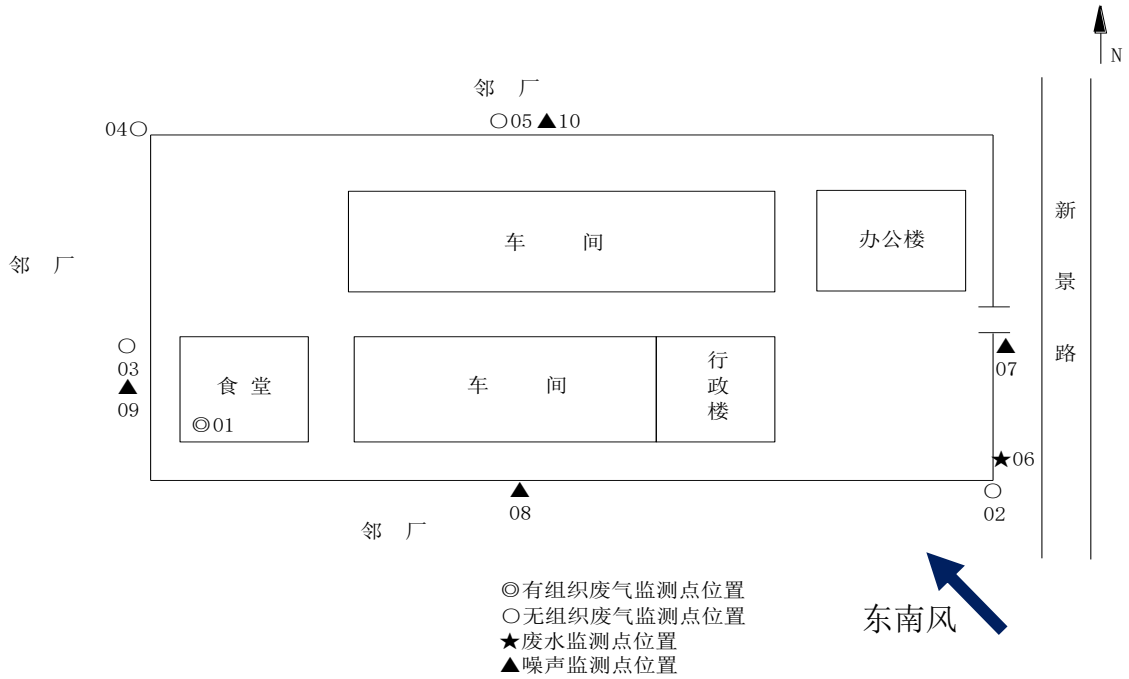 N
邻 厂
○05▲10
04○
车 间
办公楼
新景路
邻 厂
○
03
▲
09
食 堂
◎01
车 间
行政楼
▲
07
★06
▲
08
○
02
邻 厂
◎有组织废气监测点位置
○无组织废气监测点位置
★废水监测点位置
▲噪声监测点位置
东南风